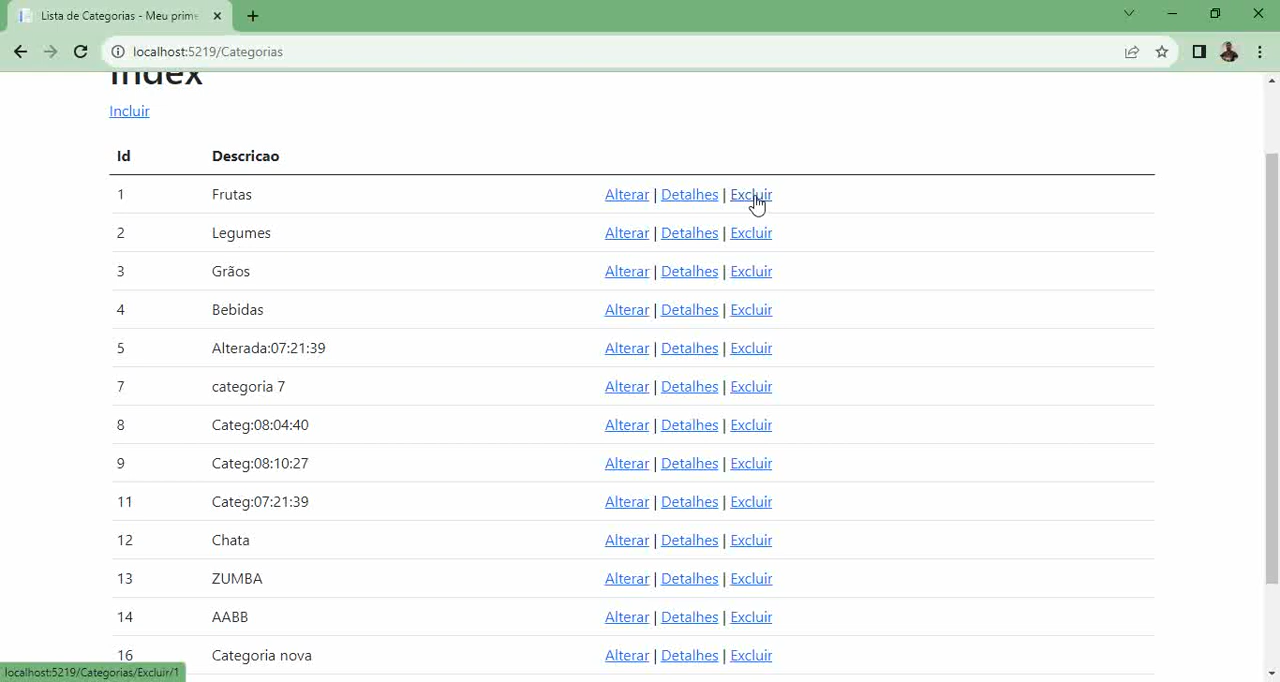 Lista de Categorias - Meu prime
localhost:5219/Categorias
Index
Incluir
Id Descricao
1 Frutas Alterar | Detalhes | Excluir
2 Legumes Alterar | Detalhes | Excluir
3 Grãos Alterar | Detalhes | Excluir
4 Bebidas Alterar | Detalhes | Excluir
5 Alterada:07:21:39 Alterar | Detalhes | Excluir
7 categoria 7 Alterar | Detalhes | Excluir
8 Categ:08:04:40 Alterar | Detalhes | Excluir
9 Categ:08:10:27 Alterar | Detalhes | Excluir
11 Categ:07:21:39 Alterar | Detalhes | Excluir
12 Chata Alterar | Detalhes | Excluir
13 ZUMBA Alterar | Detalhes | Excluir
14 AABB Alterar | Detalhes | Excluir
16 Categoria nova Alterar | Detalhes | Excluir
localhost:5219/Categorias/Excluir/1